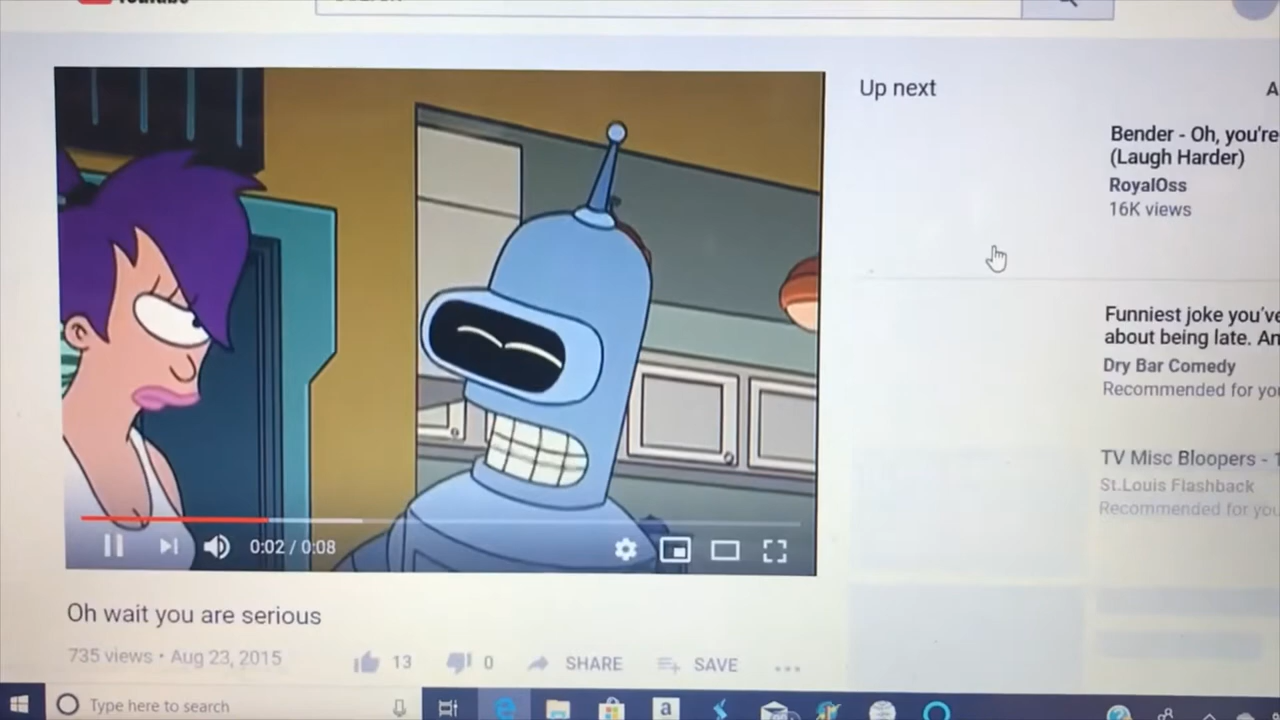 Up next
Bender - Oh, you're
(Laugh Harder)
RoyalOss
16K views
Funniest joke you've
about being late. An
Dry Bar Comedy
Recommended for you
TV Misc Bloopers - 1
St.Louis Flashback
Recommended for you
0:02 / 0:08
Oh wait you are serious
735 views • Aug 23, 2015
13
0
SHARE
SAVE
Type here to search
a